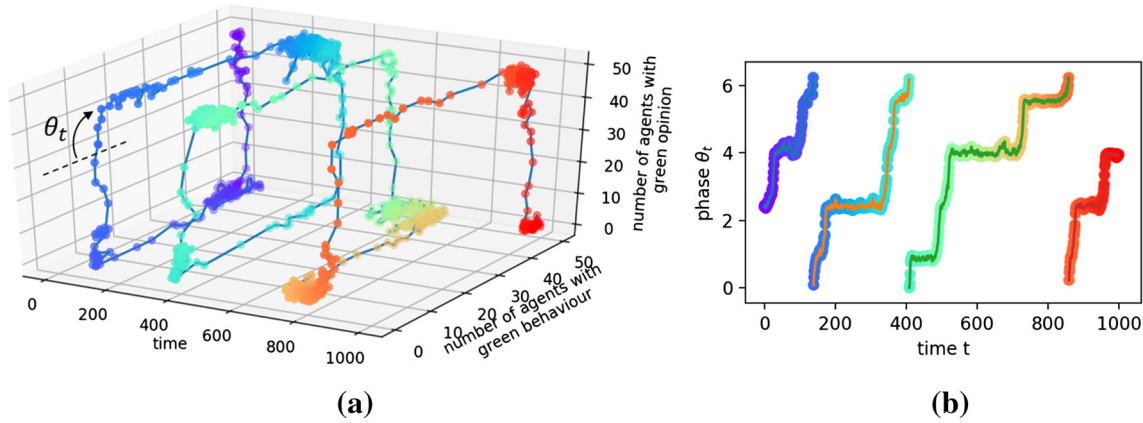 θt
0
200
400
600
800
1000
time
0
10
20
30
40
50
number of agents with
green behaviour
0
10
20
30
40
50
number of agents with
green opinion
(a)
6
4
2
0
phase θt
0
200
400
600
800
1000
time t
(b)